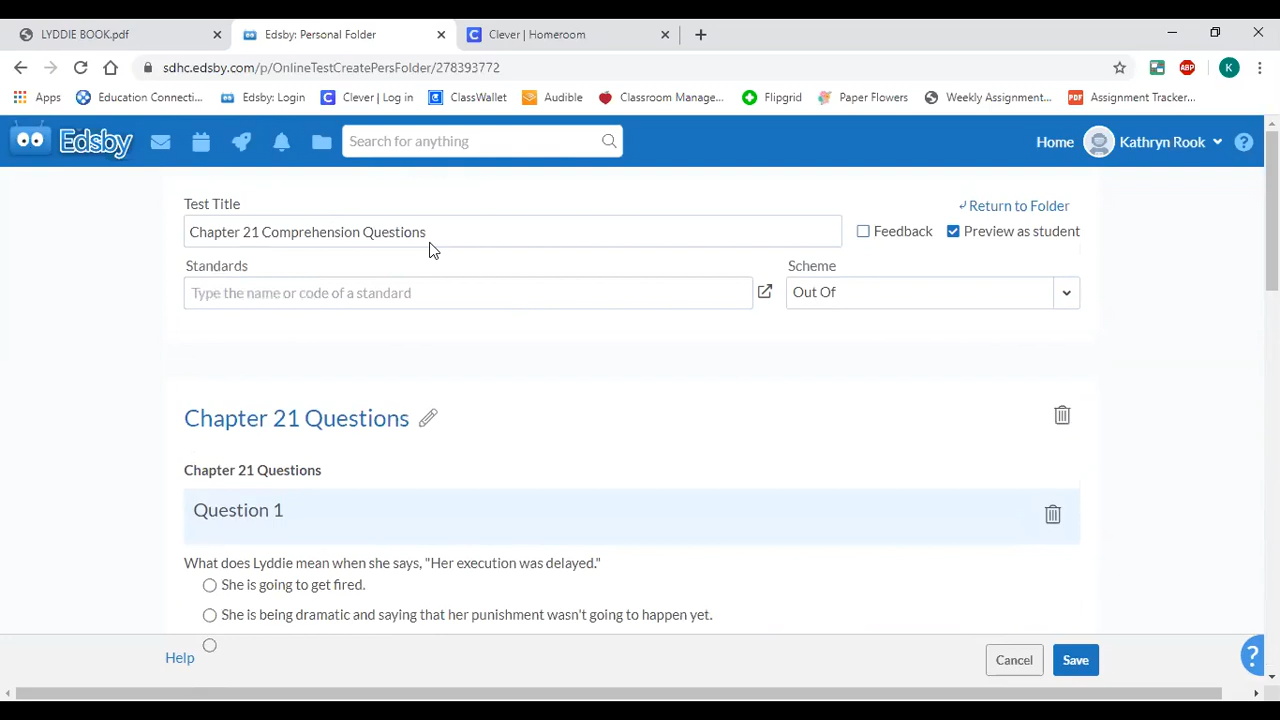 LYDDIE BOOK.pdf
Edsby: Personal Folder
Clever | Homeroom
sdhc.edsby.com/p/OnlineTestCreatePersFolder/278393772
ABP
K
Apps
Education Connecti...
Edsby: Login
Clever | Log in
ClassWallet
Audible
Classroom Manage...
Flipgrid
Paper Flowers
Weekly Assignment...
PDF
Assignment Tracker...
Edsby
Search for anything
Home
Kathryn Rook
?
Test Title
Return to Folder
Chapter 21 Comprehension Questions
Feedback
Preview as student
Standards
Scheme
Type the name or code of a standard
Out Of
Chapter 21 Questions
Chapter 21 Questions
Question 1
What does Lyddie mean when she says, "Her execution was delayed."
She is going to get fired.
She is being dramatic and saying that her punishment wasn't going to happen yet.
Help
Cancel
Save
?